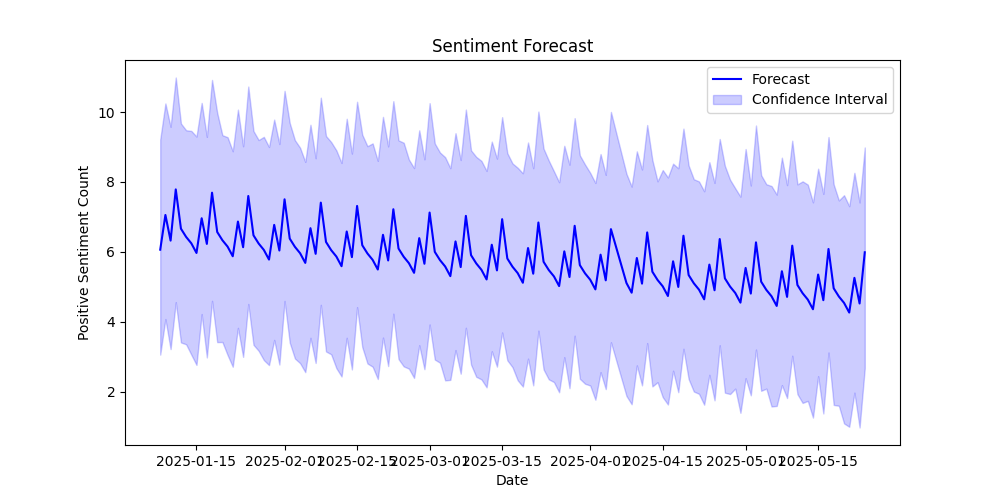 Sentiment Forecast
Forecast
Confidence Interval
Positive Sentiment Count
10
8
6
4
2
2025-01-15 2025-02-01 2025-02-15 2025-03-01 2025-03-15 2025-04-01 2025-04-15 2025-05-01 2025-05-15
Date